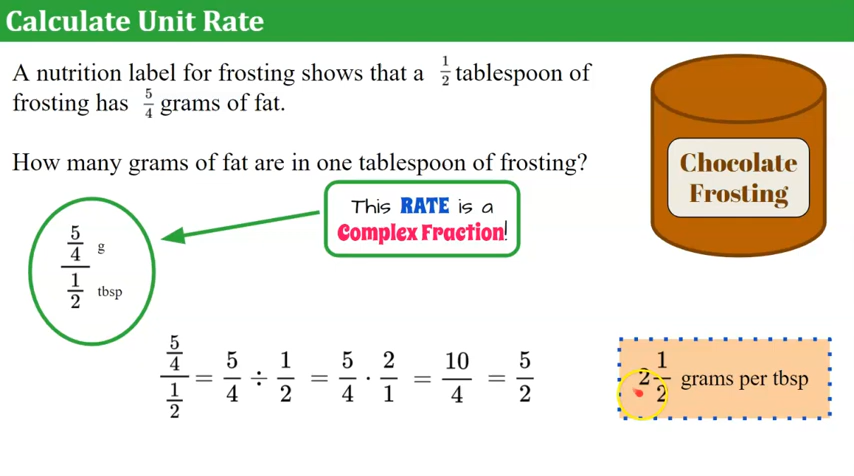 Calculate Unit Rate
A nutrition label for frosting shows that a 1/2 tablespoon of
frosting has 5/4 grams of fat.
How many grams of fat are in one tablespoon of frosting?
Chocolate
Frosting
This RATE is a
Complex Fraction!
5/4 g
1/2 tbsp
(5/4)/(1/2) = 5/4 ÷ 1/2 = 5/4 · 2/1 = 10/4 = 5/2
2 1/2 grams per tbsp